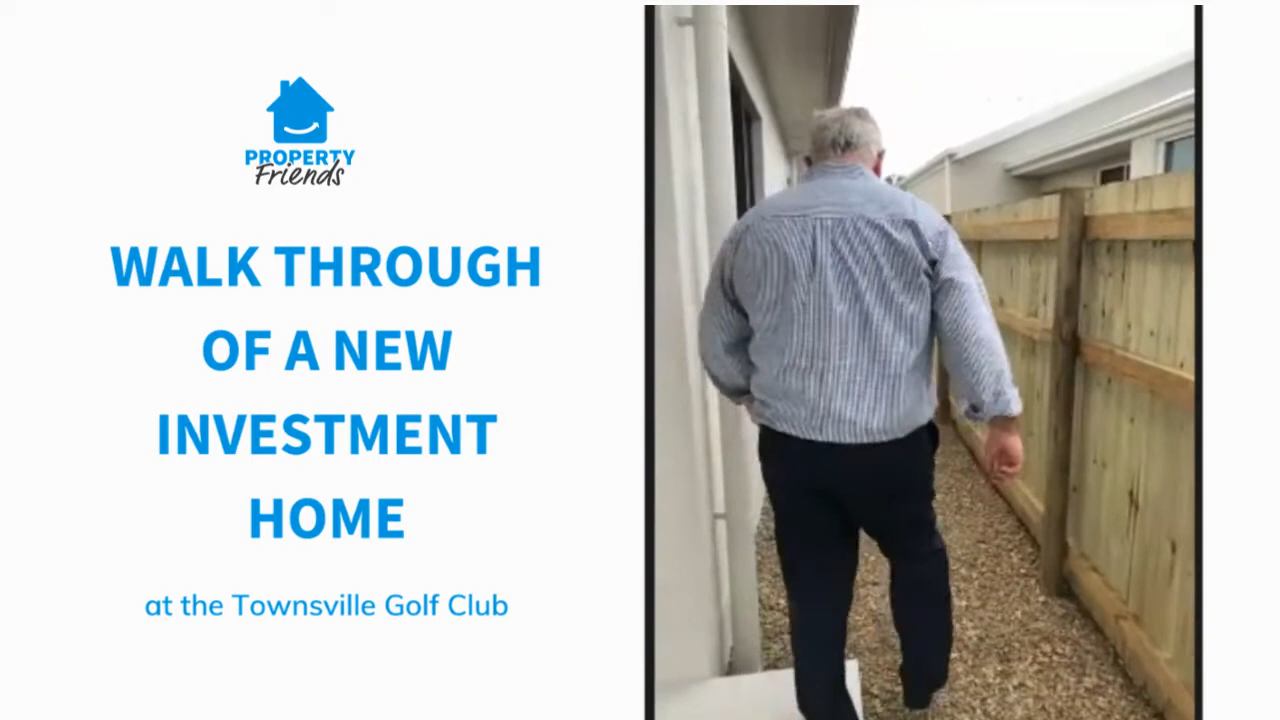 PROPERTY
Friends
WALK THROUGH
OF A NEW
INVESTMENT
HOME
at the Townsville Golf Club